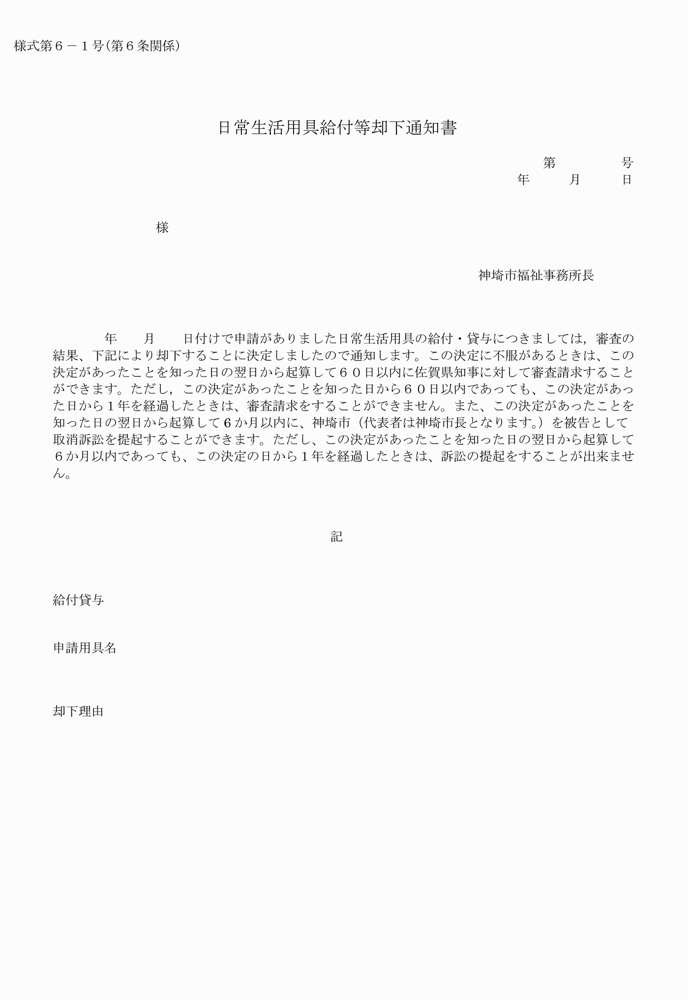 様式第６－１号（第６条関係）
日常生活用具給付等却下通知書
第　　　　　号
年　　　月　　　日
様
神埼市福祉事務所長
年　　月　　日付けで申請がありました日常生活用具の給付・貸与につきましては，審査の
結果、下記により却下することに決定しましたので通知します。この決定に不服があるときは、この
決定があったことを知った日の翌日から起算して６０日以内に佐賀県知事に対して審査請求すること
ができます。ただし，この決定があったことを知った日から６０日以内であっても、この決定があっ
た日から１年を経過したときは、審査請求をすることができません。また、この決定があったことを
知った日の翌日から起算して６か月以内に、神埼市（代表者は神埼市長となります。）を被告として
取消訴訟を提起することができます。ただし、この決定があったことを知った日の翌日から起算して
６か月以内であっても、この決定の日から１年を経過したときは、訴訟の提起をすることが出来ませ
ん。
記
給付貸与
申請用具名
却下理由